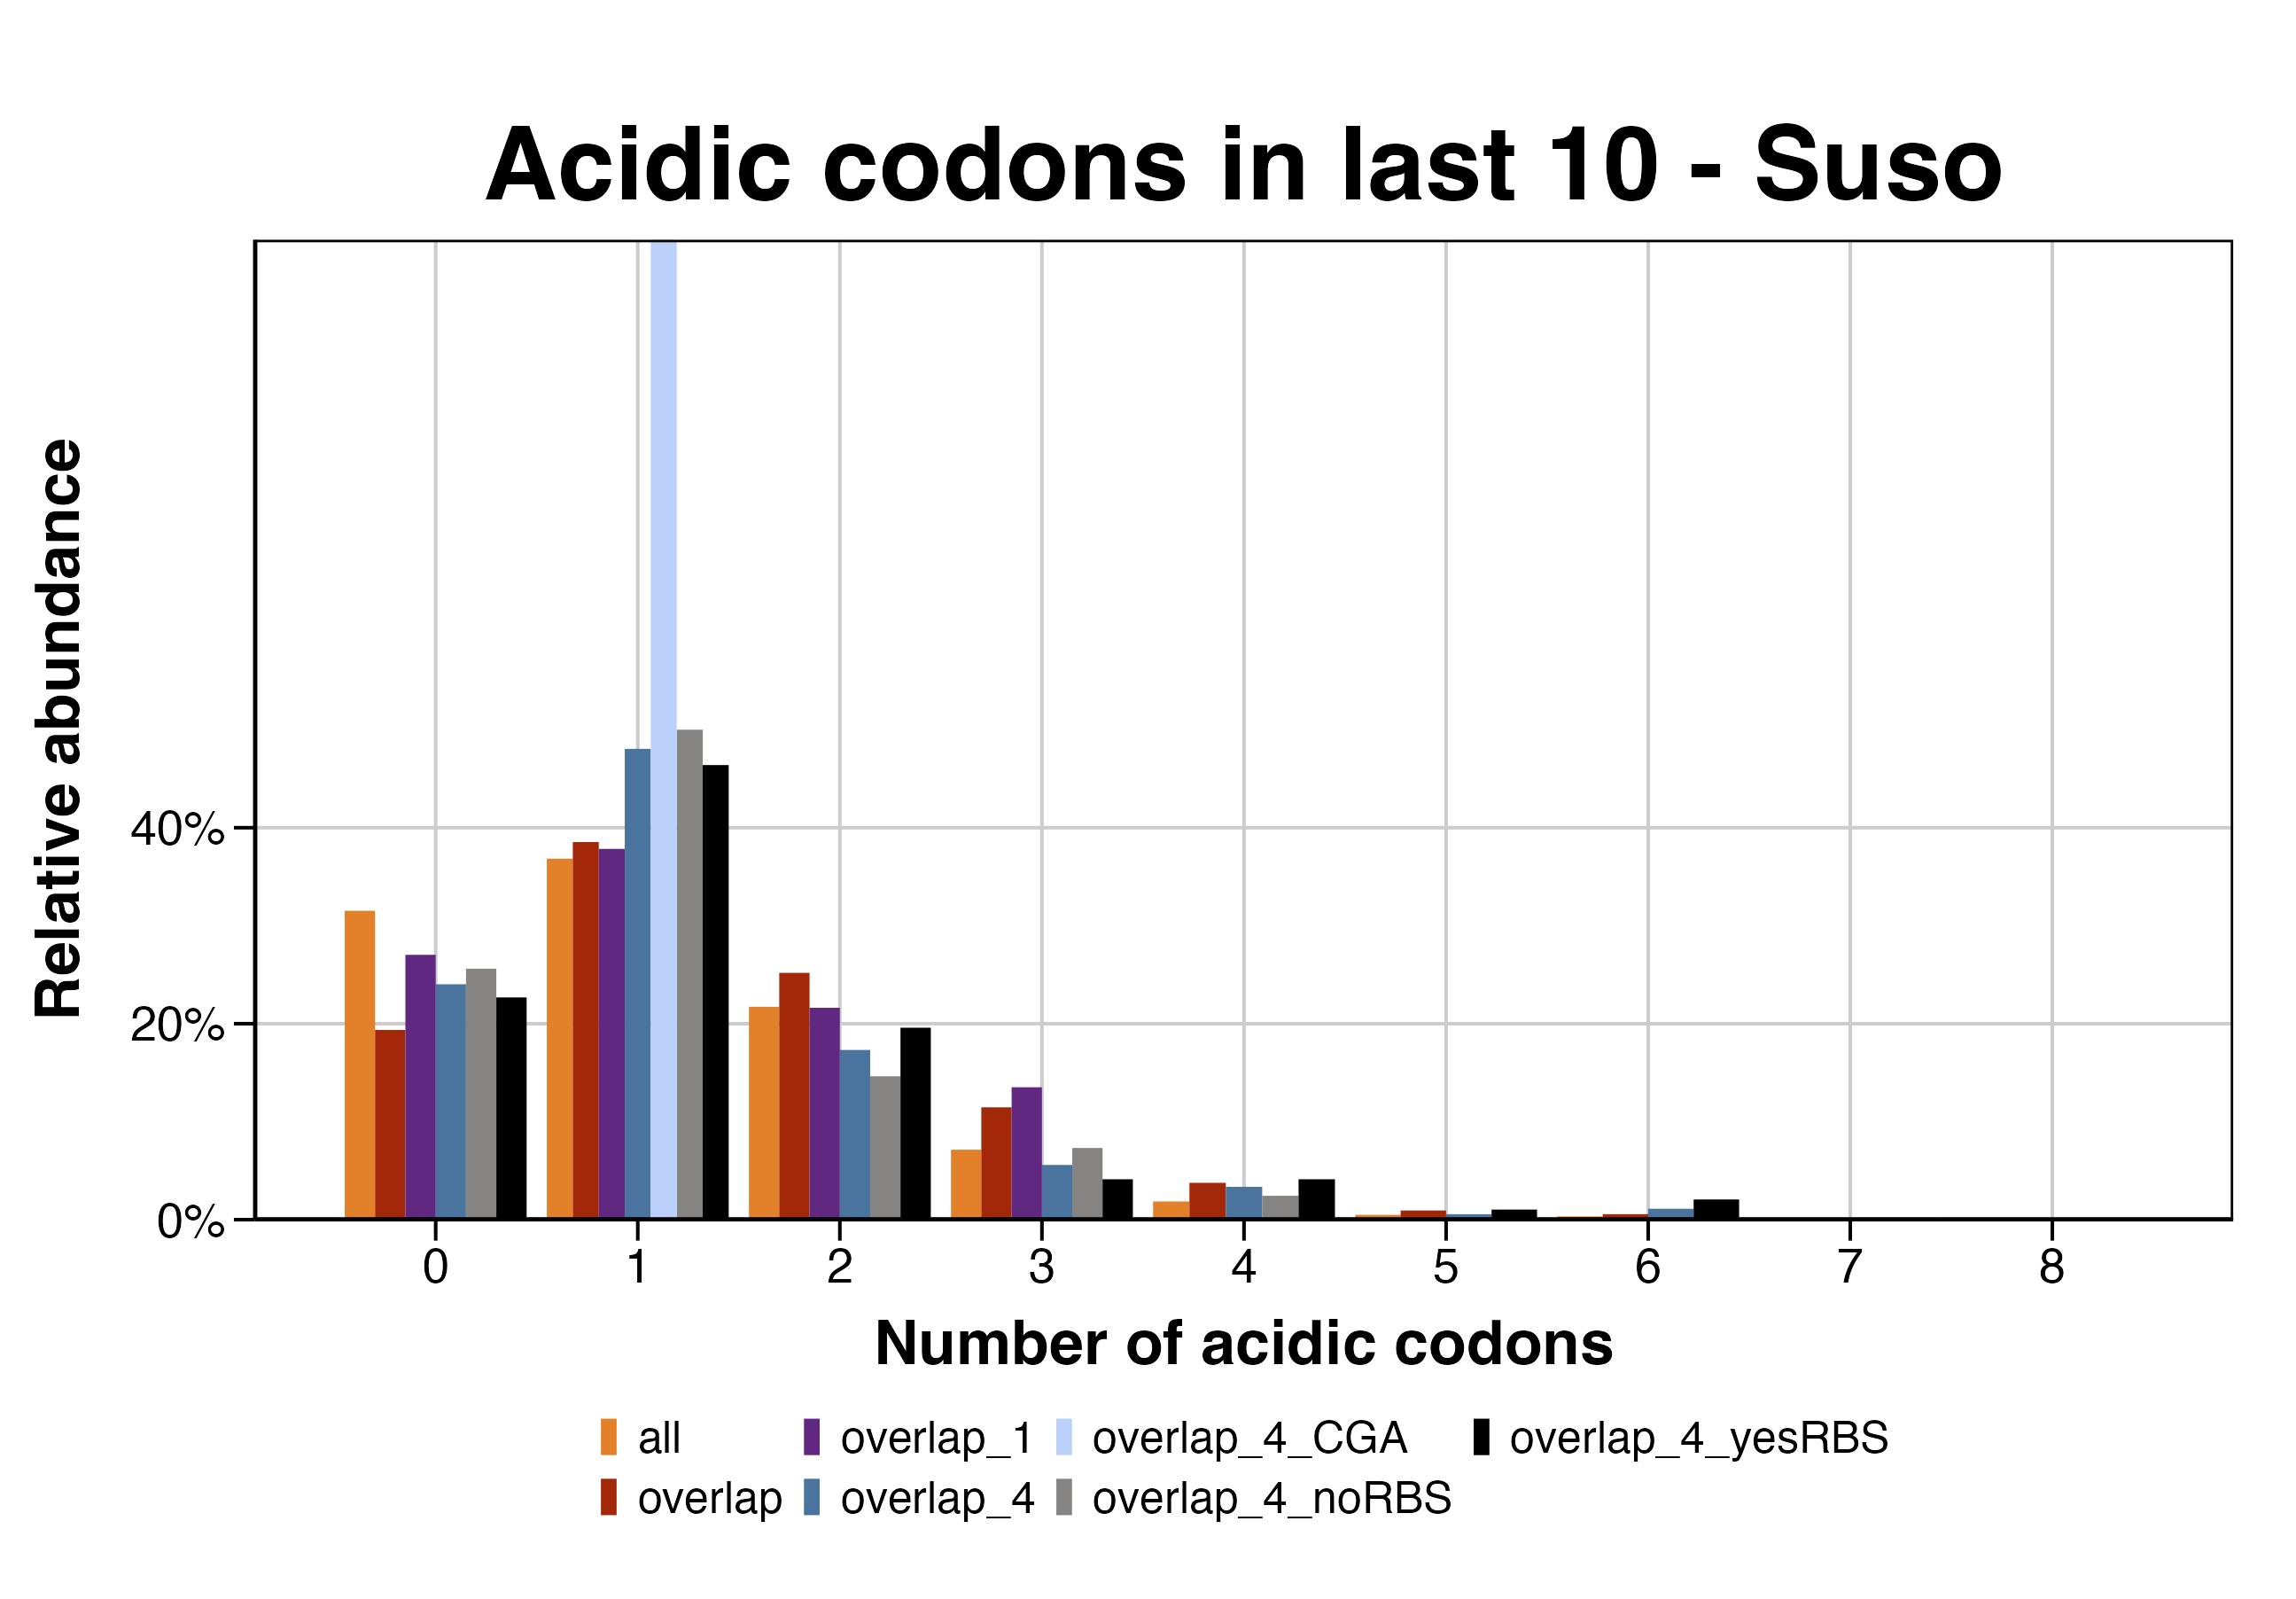 Acidic codons in last 10 - Suso
Relative abundance
40%
20%
0%
0 1 2 3 4 5 6 7 8
Number of acidic codons
all overlap_1 overlap_4_CGA overlap_4_yesRBS
overlap overlap_4 overlap_4_noRBS